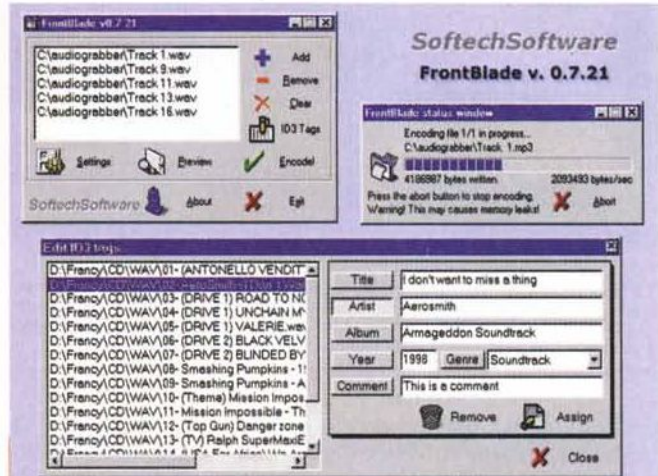 FrontBlade v0.7.21
C:\audiograbber\Track 1.wav
C:\audiograbber\Track 9.wav
C:\audiograbber\Track 11.wav
C:\audiograbber\Track 13.wav
C:\audiograbber\Track 16.wav
Add
Remove
Clear
ID3 Tags
Settings
Preview
Encode!
SoftechSoftware
About
Exit
SoftechSoftware
FrontBlade v. 0.7.21
FrontBlade status window
Encoding file 1/1 in progress...
C:\audiograbber\Track 1.mp3
4186987 bytes written
2093493 bytes/sec
Press the abort button to stop encoding.
Warning! This may causes memory leaks!
Abort
Edit ID3 tags
D:\Francy\CD\WAV\01- (ANTONELLO VENDIT
D:\Francy\CD\WAV\03- (DRIVE 1) ROAD TO NO
D:\Francy\CD\WAV\04- (DRIVE 1) UNCHAIN MY
D:\Francy\CD\WAV\05- (DRIVE 1) VALERIE.wav
D:\Francy\CD\WAV\06- (DRIVE 2) BLACK VELV
D:\Francy\CD\WAV\07- (DRIVE 2) BLINDED BY
D:\Francy\CD\WAV\08- Smashing Pumpkins - 19
D:\Francy\CD\WAV\09- Smashing Pumpkins - A
D:\Francy\CD\WAV\10- (Theme) Mission Impos
D:\Francy\CD\WAV\11- Mission Impossible - Th
D:\Francy\CD\WAV\12- (Top Gun) Danger zone
D:\Francy\CD\WAV\13- (TV) Ralph SuperMaxiE
Title
I don't want to miss a thing
Artist
Aerosmith
Album
Armageddon Soundtrack
Year
1998
Genre
Soundtrack
Comment
This is a comment
Remove
Assign
Close